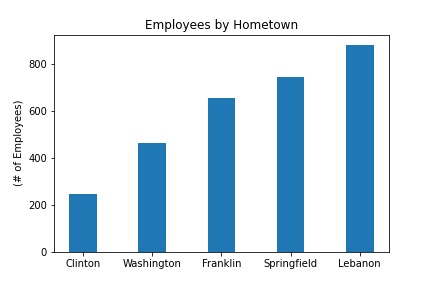 Employees by Hometown
(# of Employees)
800
600
400
200
0
Clinton Washington Franklin Springfield Lebanon